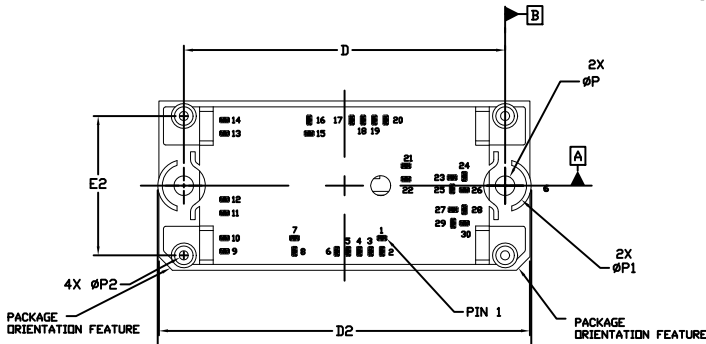 B
D
2X
ØP
14
16
17
18
19
20
13
15
A
21
24
23
22
25
26
6
E2
12
11
27
28
29
30
10
7
1
9
8
6
5
4
3
2
2X
ØP1
4X ØP2
PIN 1
PACKAGE
ORIENTATION FEATURE
D2
PACKAGE
ORIENTATION FEATURE